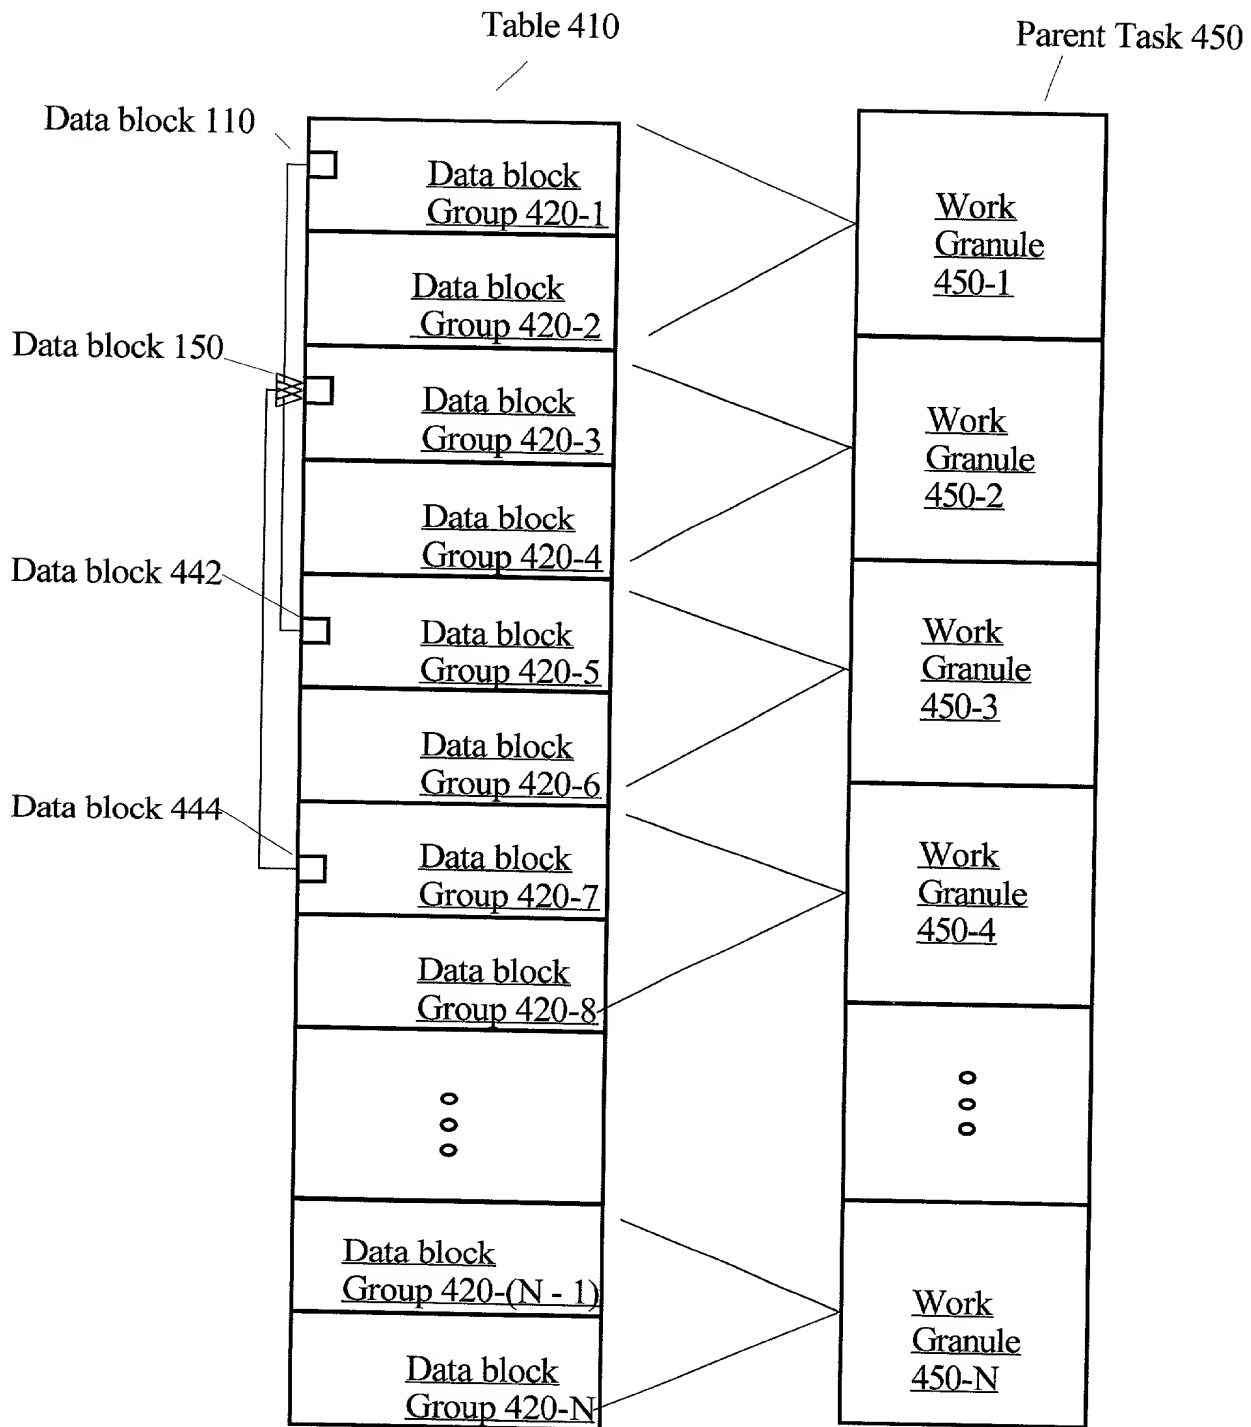 Table 410
Parent Task 450
Data block 110
Data block
Group 420-1
Work
Granule
450-1
Data block
Group 420-2
Data block 150
Data block
Group 420-3
Work
Granule
450-2
Data block
Group 420-4
Data block 442
Data block
Group 420-5
Work
Granule
450-3
Data block
Group 420-6
Data block 444
Data block
Group 420-7
Work
Granule
450-4
Data block
Group 420-8
Data block
Group 420-(N - 1)
Work
Granule
450-N
Data block
Group 420-N